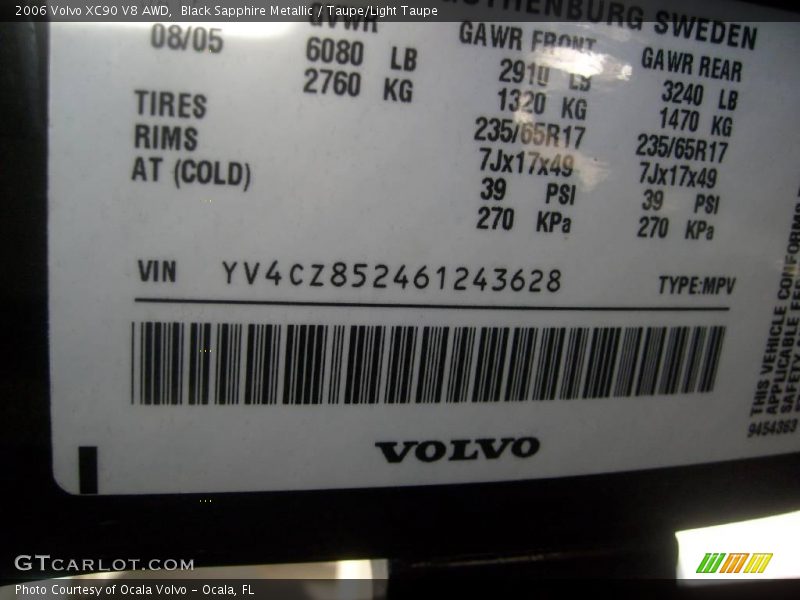 2006 Volvo XC90 V8 AWD, Black Sapphire Metallic / Taupe/Light Taupe
GOTHENBURG SWEDEN
08/05
GVWR
6080 LB
2760 KG
GAWR FRONT
2910 LB
1320 KG
235/65R17
7Jx17x49
39 PSI
270 KPa
GAWR REAR
3240 LB
1470 KG
235/65R17
7Jx17x49
39 PSI
270 KPa
TIRES
RIMS
AT (COLD)
VIN YV4CZ852461243628 TYPE:MPV
THIS VEHICLE CONFORMS
APPLICABLE FE
SAFETY
9454363
VOLVO
GTCARLOT.COM
Photo Courtesy of Ocala Volvo - Ocala, FL